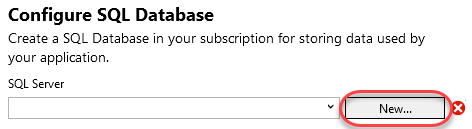 Configure SQL Database
Create a SQL Database in your subscription for storing data used by
your application.
SQL Server
New...